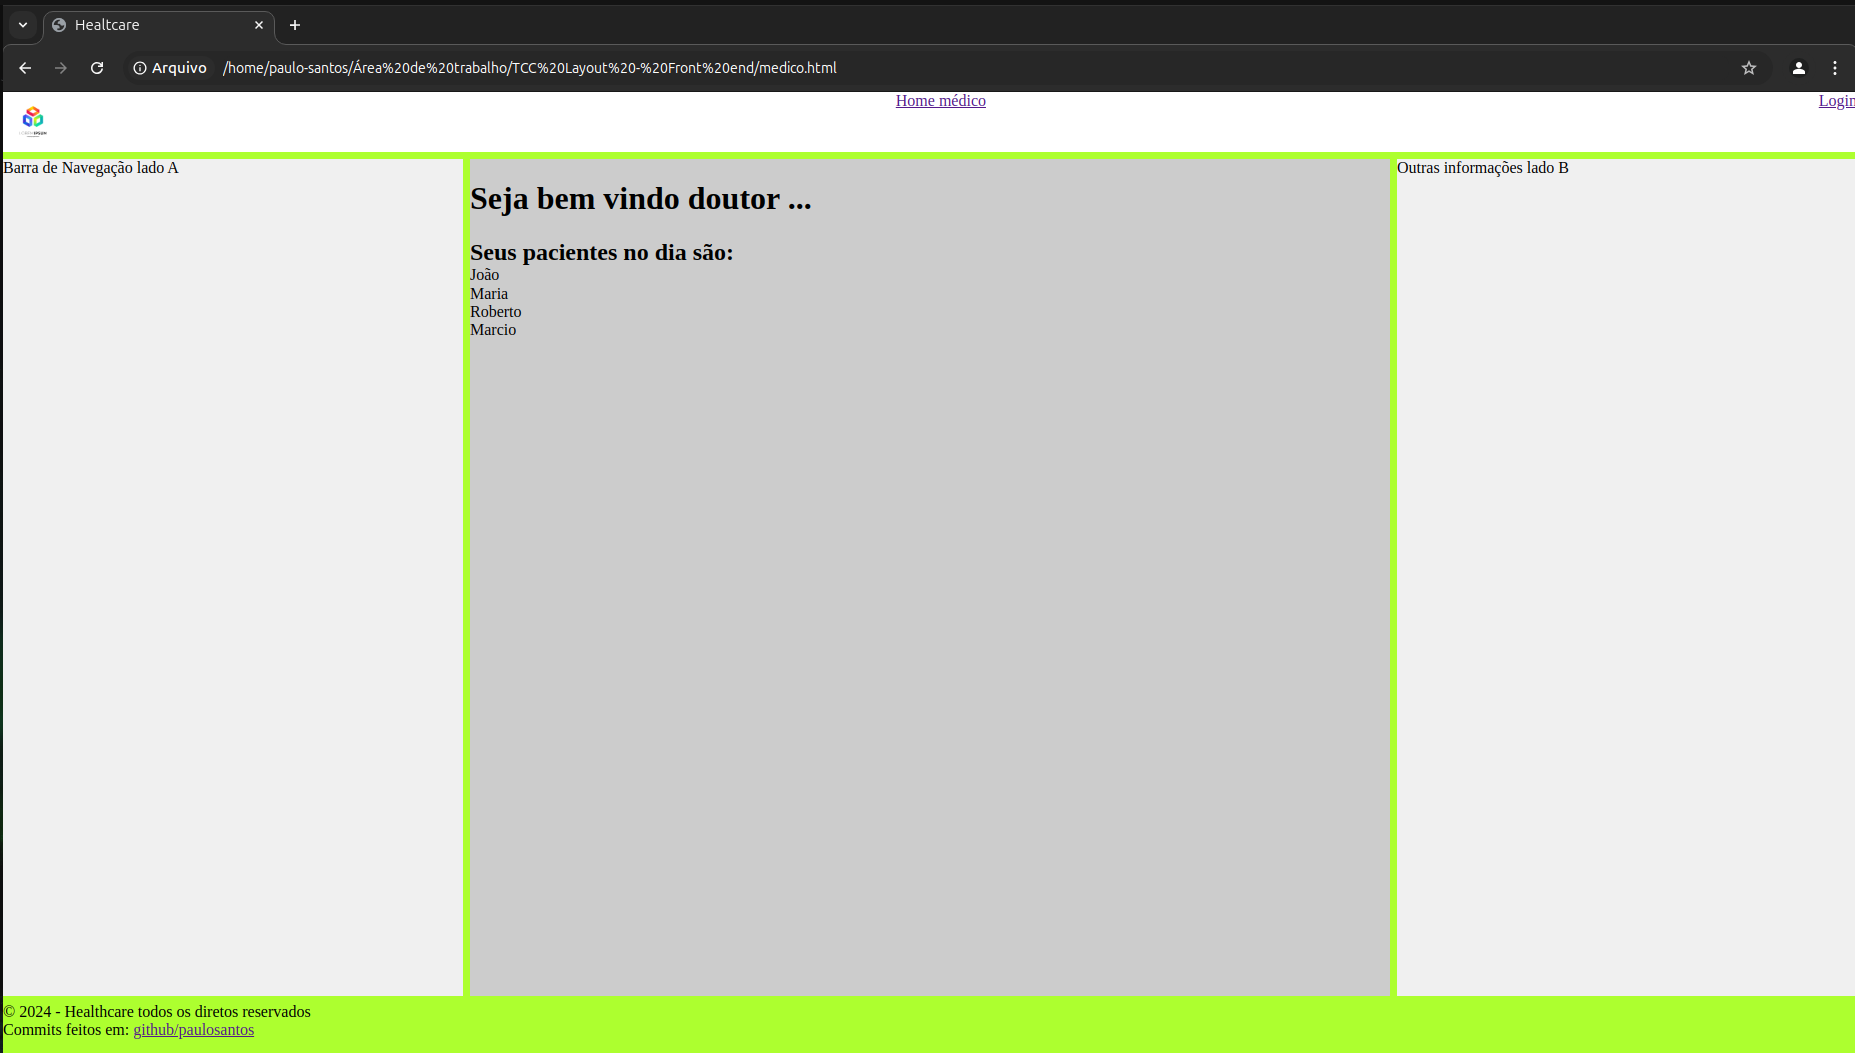 Healtcare
Arquivo /home/paulo-santos/Área%20de%20trabalho/TCC%20Layout%20-%20Front%20end/medico.html
Home médico
Login
Barra de Navegação lado A
Seja bem vindo doutor ...
Seus pacientes no dia são:
João
Maria
Roberto
Marcio
Outras informações lado B
© 2024 - Healthcare todos os diretos reservados
Commits feitos em: github/paulosantos